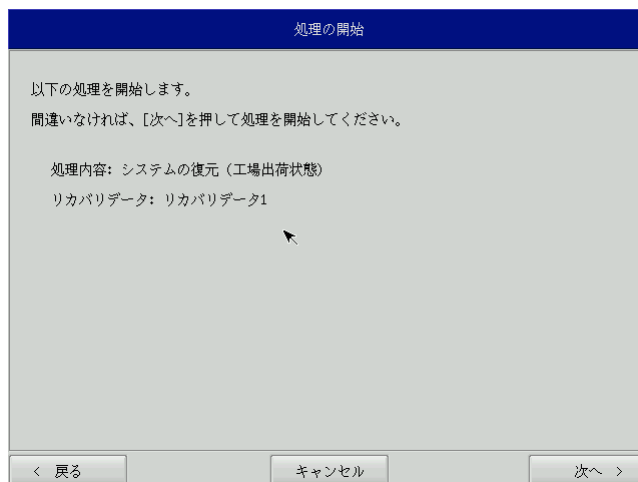 処理の開始
以下の処理を開始します。
間違いなければ、[次へ]を押して処理を開始してください。
処理内容: システムの復元 (工場出荷状態)
リカバリデータ: リカバリデータ1
< 戻る
キャンセル
次へ >